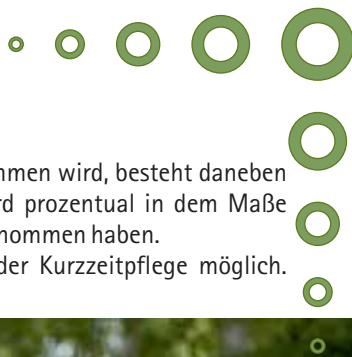 mmen wird, besteht daneben
rd prozentual in dem Maße
nommen haben.
der Kurzzeitpflege möglich.